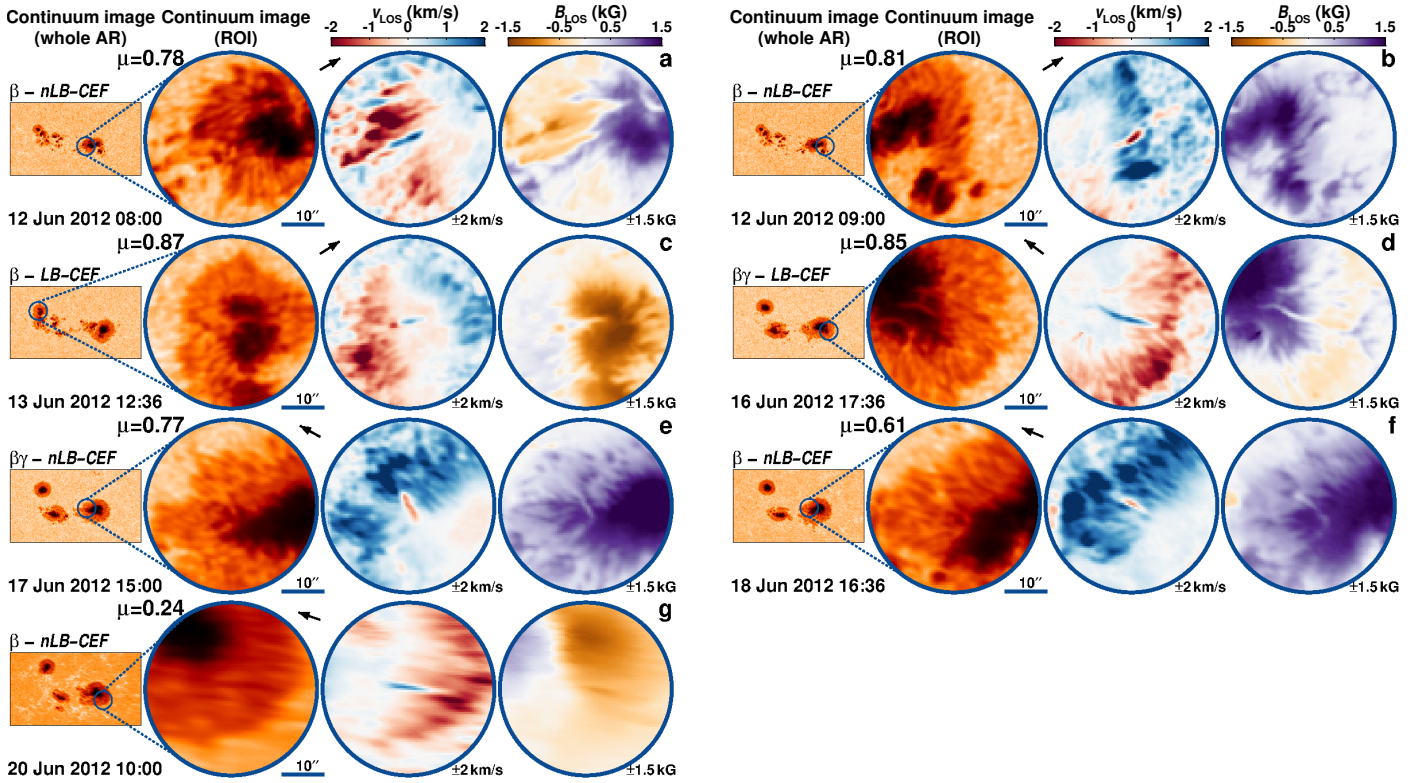 Continuum image (whole AR)
Continuum image (ROI)
v_LOS (km/s)
-2 -1 0 1 2
B_LOS (kG)
-1.5 -0.5 0.5 1.5
μ=0.78
a
β – nLB–CEF
12 Jun 2012 08:00
10′′
±2 km/s
±1.5 kG
Continuum image (whole AR)
Continuum image (ROI)
v_LOS (km/s)
-2 -1 0 1 2
B_LOS (kG)
-1.5 -0.5 0.5 1.5
μ=0.81
b
β – nLB–CEF
12 Jun 2012 09:00
10′′
±2 km/s
±1.5 kG
μ=0.87
c
β – LB–CEF
13 Jun 2012 12:36
10′′
±2 km/s
±1.5 kG
μ=0.85
d
βγ – LB–CEF
16 Jun 2012 17:36
10′′
±2 km/s
±1.5 kG
μ=0.77
e
βγ – nLB–CEF
17 Jun 2012 15:00
10′′
±2 km/s
±1.5 kG
μ=0.61
f
β – nLB–CEF
18 Jun 2012 16:36
10′′
±2 km/s
±1.5 kG
μ=0.24
g
β – nLB–CEF
20 Jun 2012 10:00
10′′
±2 km/s
±1.5 kG